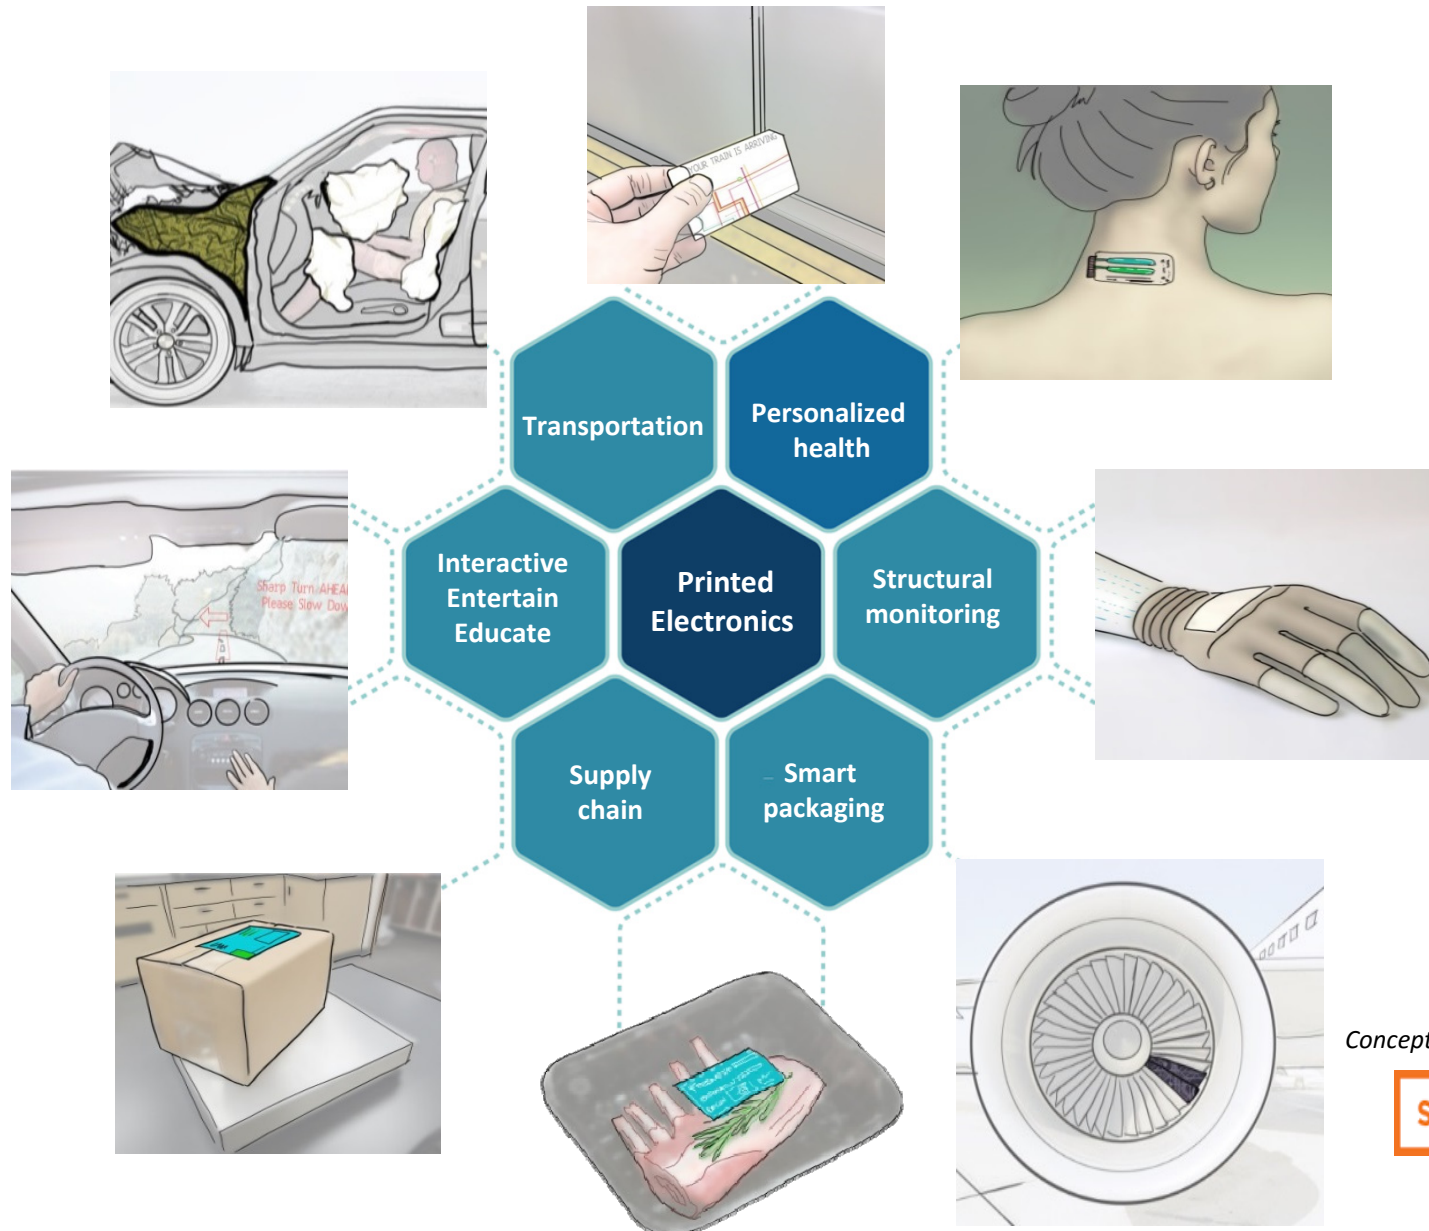 YOUR TRAIN IS ARRIVING
Transportation
Personalized
health
Sharp Turn AHEA
Please Slow Dow
Interactive
Entertain
Educate
Printed
Electronics
Structural
monitoring
Supply
chain
Smart
packaging
Concept
S